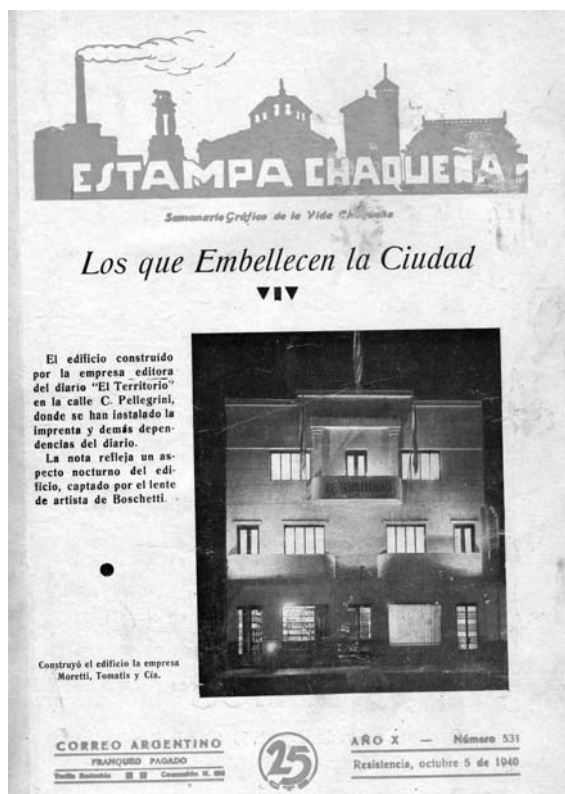 ESTAMPA CHAQUEÑA
Semanario Gráfico de la Vida Chaqueña
Los que Embellecen la Ciudad
El edificio construído
por la empresa editora
del diario "El Territorio"
en la calle C. Pellegrini,
donde se han instalado la
imprenta y demás depen-
dencias del diario.
La nota refleja un as-
pecto nocturno del edi-
ficio, captado por el lente
de artista de Boschetti.
EL TERRITORIO
Construyó el edificio la empresa
Moretti, Tomatis y Cía.
CORREO ARGENTINO
FRANQUEO PAGADO
Tarifa Reducida Concesión N.
25
AÑO X — Número 531
Resistencia, octubre 5 de 1940